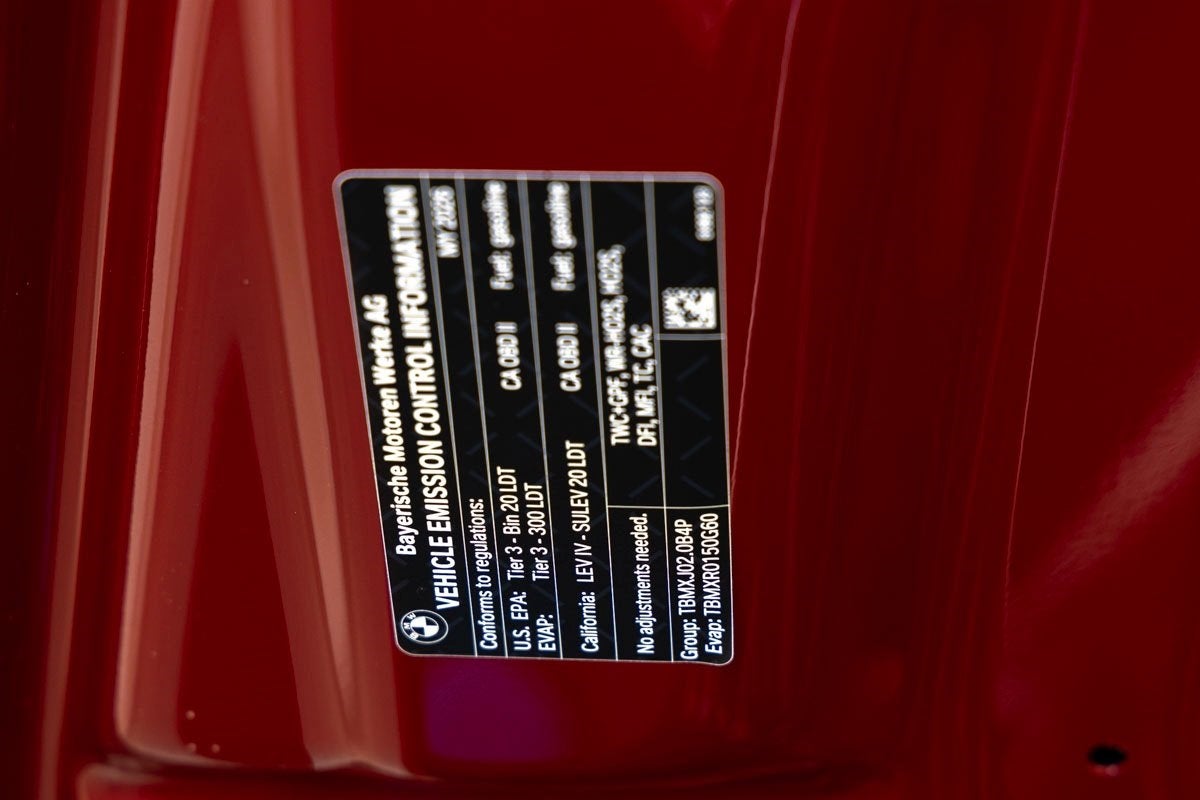 BMW
Bayerische Motoren Werke AG
VEHICLE EMISSION CONTROL INFORMATION
MY 2026
Conforms to regulations:
U.S. EPA: Tier 3 - Bin 20 LDT CA OBD II Fuel: gasoline
EVAP: Tier 3 - 300 LDT
California: LEV IV - SULEV 20 LDT CA OBD II Fuel: gasoline
No adjustments needed. TWC+GPF, WR-HO2S, HO2S,
DFI, MFI, TC, CAC
Group: TBMXJ02.0B4P
Evap: TBMXR0150G60